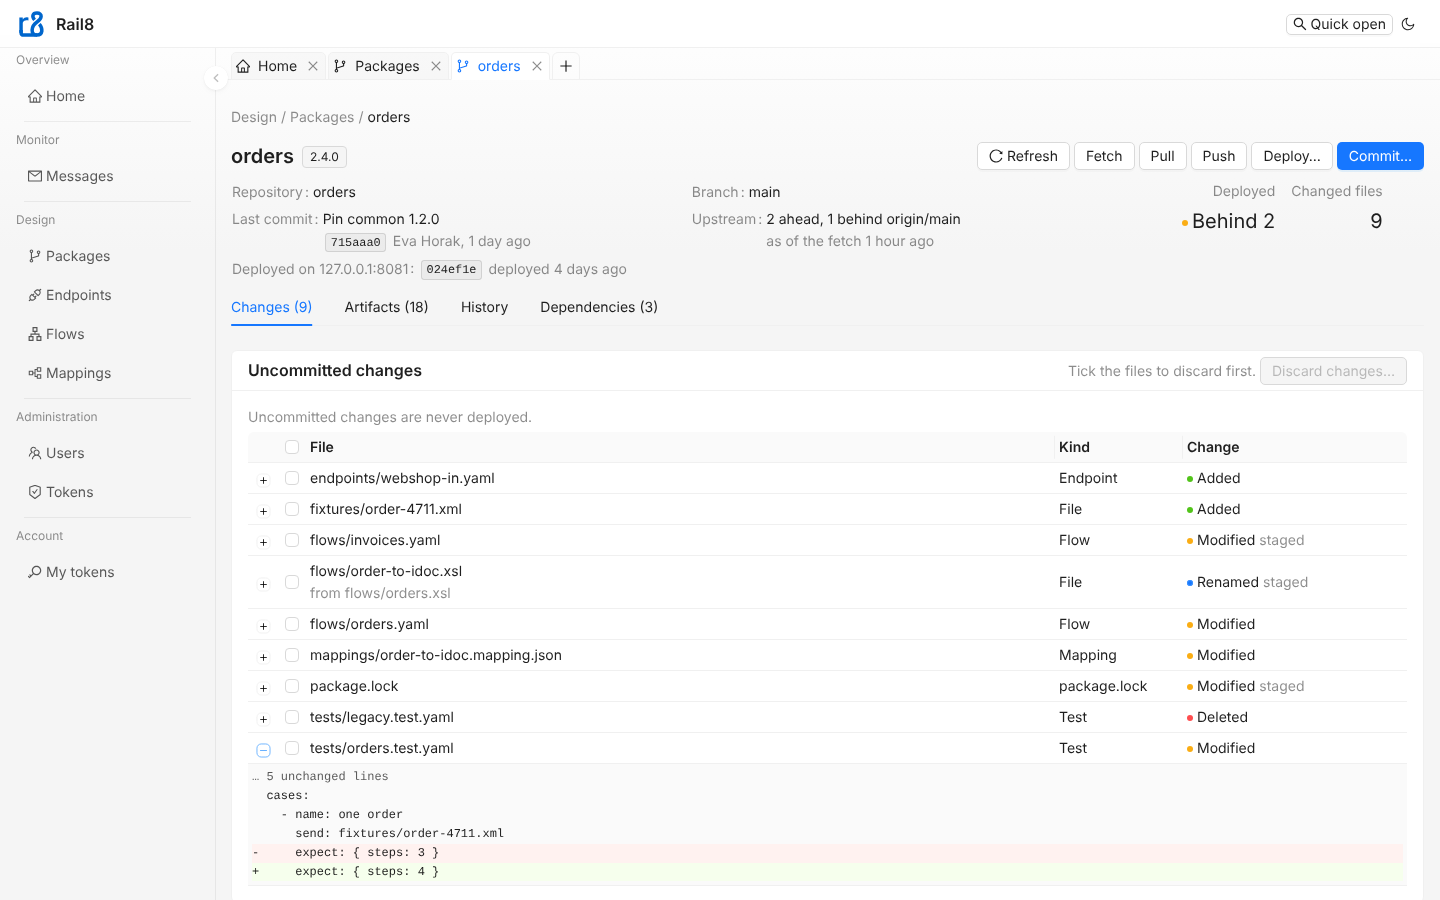 r8 Rail8
Quick open
Overview
Home
Monitor
Messages
Design
Packages
Endpoints
Flows
Mappings
Administration
Users
Tokens
Account
My tokens
Home
Packages
orders
Design / Packages / orders
orders 2.4.0
Refresh Fetch Pull Push Deploy... Commit...
Repository: orders
Branch: main
Last commit: Pin common 1.2.0
715aaa0 Eva Horak, 1 day ago
Upstream: 2 ahead, 1 behind origin/main
as of the fetch 1 hour ago
Deployed on 127.0.0.1:8081: 024ef1e deployed 4 days ago
Deployed
Behind 2
Changed files
9
Changes (9) Artifacts (18) History Dependencies (3)
Uncommitted changes
Tick the files to discard first. Discard changes...
Uncommitted changes are never deployed.
File Kind Change
+ endpoints/webshop-in.yaml Endpoint Added
+ fixtures/order-4711.xml File Added
+ flows/invoices.yaml Flow Modified staged
+ flows/order-to-idoc.xsl File Renamed staged
from flows/orders.xsl
+ flows/orders.yaml Flow Modified
+ mappings/order-to-idoc.mapping.json Mapping Modified
+ package.lock package.lock Modified staged
+ tests/legacy.test.yaml Test Deleted
tests/orders.test.yaml Test Modified
… 5 unchanged lines
cases:
- name: one order
send: fixtures/order-4711.xml
- expect: { steps: 3 }
+ expect: { steps: 4 }